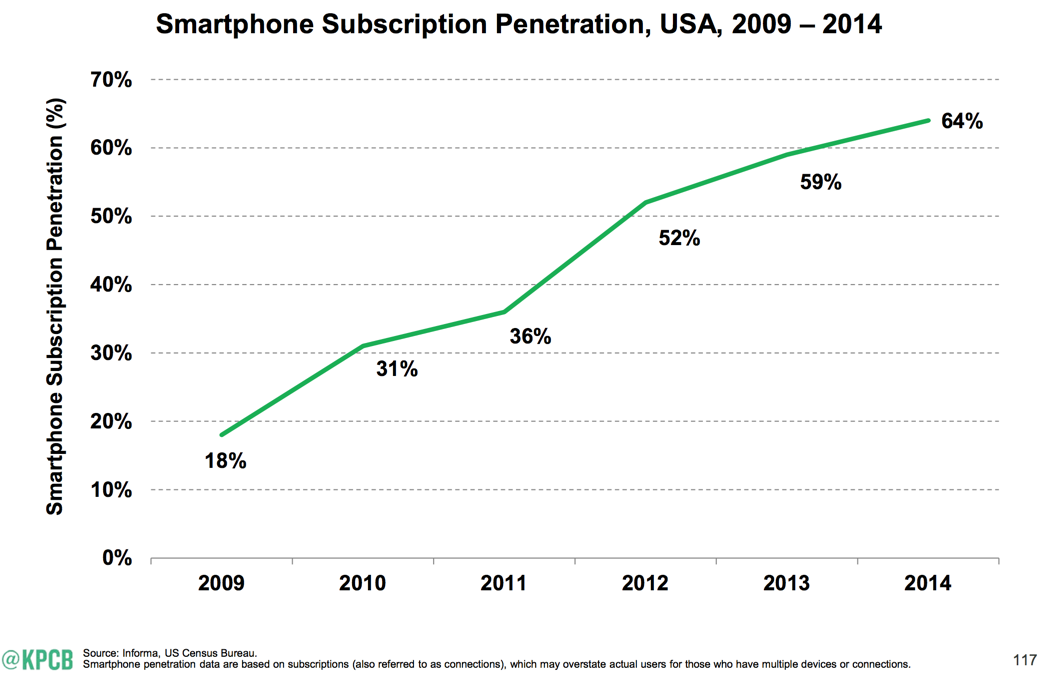 Smartphone Subscription Penetration, USA, 2009 – 2014
Smartphone Subscription Penetration (%)
70%
60%
50%
40%
30%
20%
10%
0%
18%
31%
36%
52%
59%
64%
2009 2010 2011 2012 2013 2014
@KPCB
Source: Informa, US Census Bureau.
Smartphone penetration data are based on subscriptions (also referred to as connections), which may overstate actual users for those who have multiple devices or connections.
117